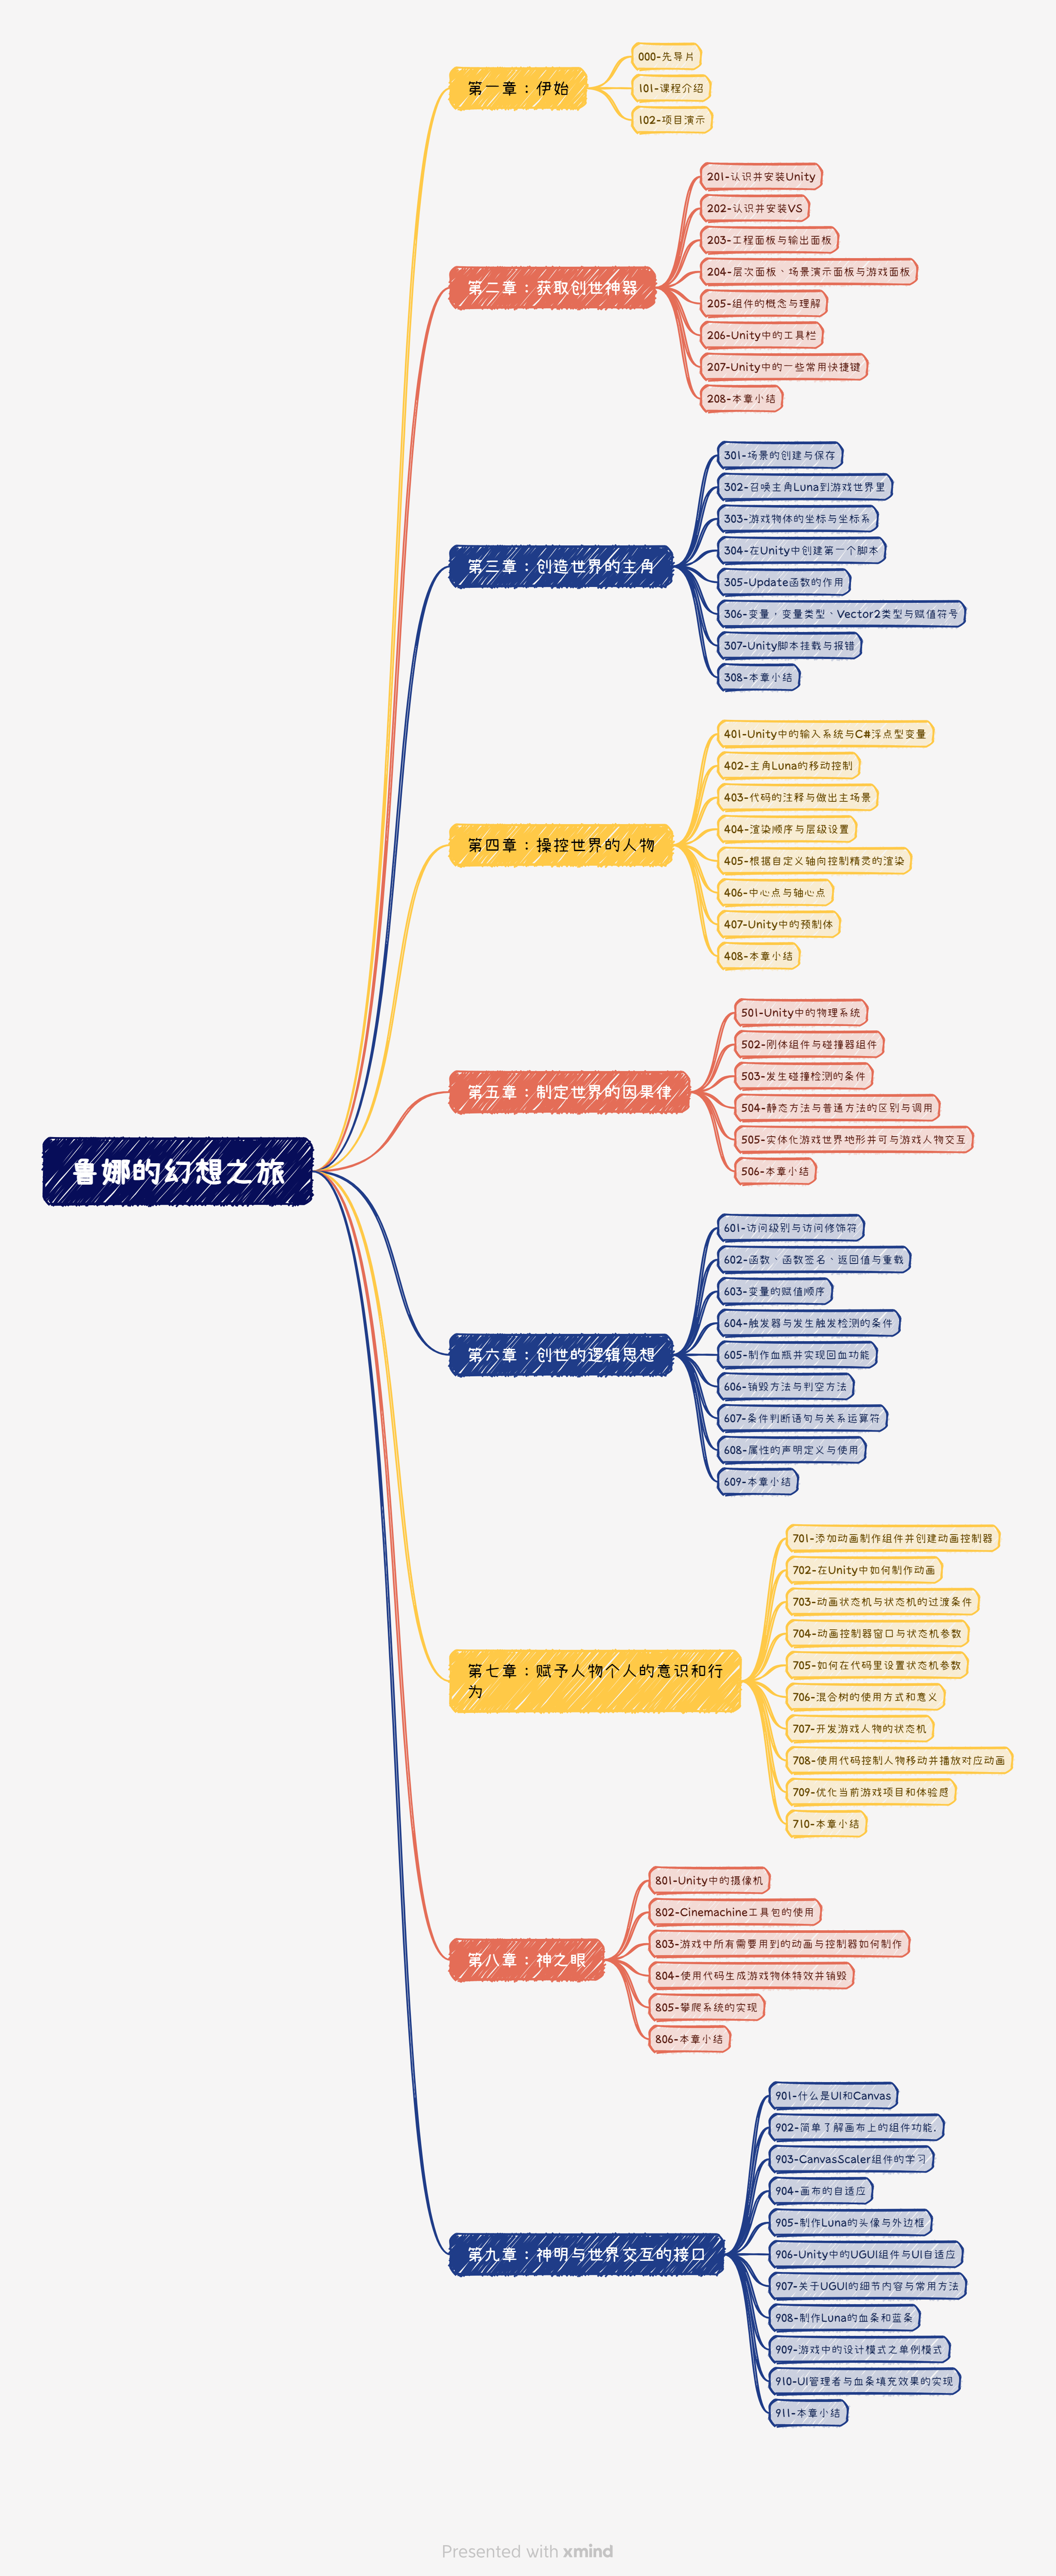 鲁娜的幻想之旅
第一章：伊始
000-先导片
101-课程介绍
102-项目演示
第二章：获取创世神器
201-认识并安装Unity
202-认识并安装VS
203-工程面板与输出面板
204-层次面板、场景演示面板与游戏面板
205-组件的概念与理解
206-Unity中的工具栏
207-Unity中的一些常用快捷键
208-本章小结
第三章：创造世界的主角
301-场景的创建与保存
302-召唤主角Luna到游戏世界里
303-游戏物体的坐标与坐标系
304-在Unity中创建第一个脚本
305-Update函数的作用
306-变量，变量类型、Vector2类型与赋值符号
307-Unity脚本挂载与报错
308-本章小结
第四章：操控世界的人物
401-Unity中的输入系统与C#浮点型变量
402-主角Luna的移动控制
403-代码的注释与做出主场景
404-渲染顺序与层级设置
405-根据自定义轴向控制精灵的渲染
406-中心点与轴心点
407-Unity中的预制体
408-本章小结
第五章：制定世界的因果律
501-Unity中的物理系统
502-刚体组件与碰撞器组件
503-发生碰撞检测的条件
504-静态方法与普通方法的区别与调用
505-实体化游戏世界地形并可与游戏人物交互
506-本章小结
第六章：创世的逻辑思想
601-访问级别与访问修饰符
602-函数、函数签名、返回值与重载
603-变量的赋值顺序
604-触发器与发生触发检测的条件
605-制作血瓶并实现回血功能
606-销毁方法与判空方法
607-条件判断语句与关系运算符
608-属性的声明定义与使用
609-本章小结
第七章：赋予人物个人的意识和行
为
701-添加动画制作组件并创建动画控制器
702-在Unity中如何制作动画
703-动画状态机与状态机的过渡条件
704-动画控制器窗口与状态机参数
705-如何在代码里设置状态机参数
706-混合树的使用方式和意义
707-开发游戏人物的状态机
708-使用代码控制人物移动并播放对应动画
709-优化当前游戏项目和体验感
710-本章小结
第八章：神之眼
801-Unity中的摄像机
802-Cinemachine工具包的使用
803-游戏中所有需要用到的动画与控制器如何制作
804-使用代码生成游戏物体特效并销毁
805-攀爬系统的实现
806-本章小结
第九章：神明与世界交互的接口
901-什么是UI和Canvas
902-简单了解画布上的组件功能.
903-CanvasScaler组件的学习
904-画布的自适应
905-制作Luna的头像与外边框
906-Unity中的UGUI组件与UI自适应
907-关于UGUI的细节内容与常用方法
908-制作Luna的血条和蓝条
909-游戏中的设计模式之单例模式
910-UI管理者与血条填充效果的实现
911-本章小结
Presented with xmind